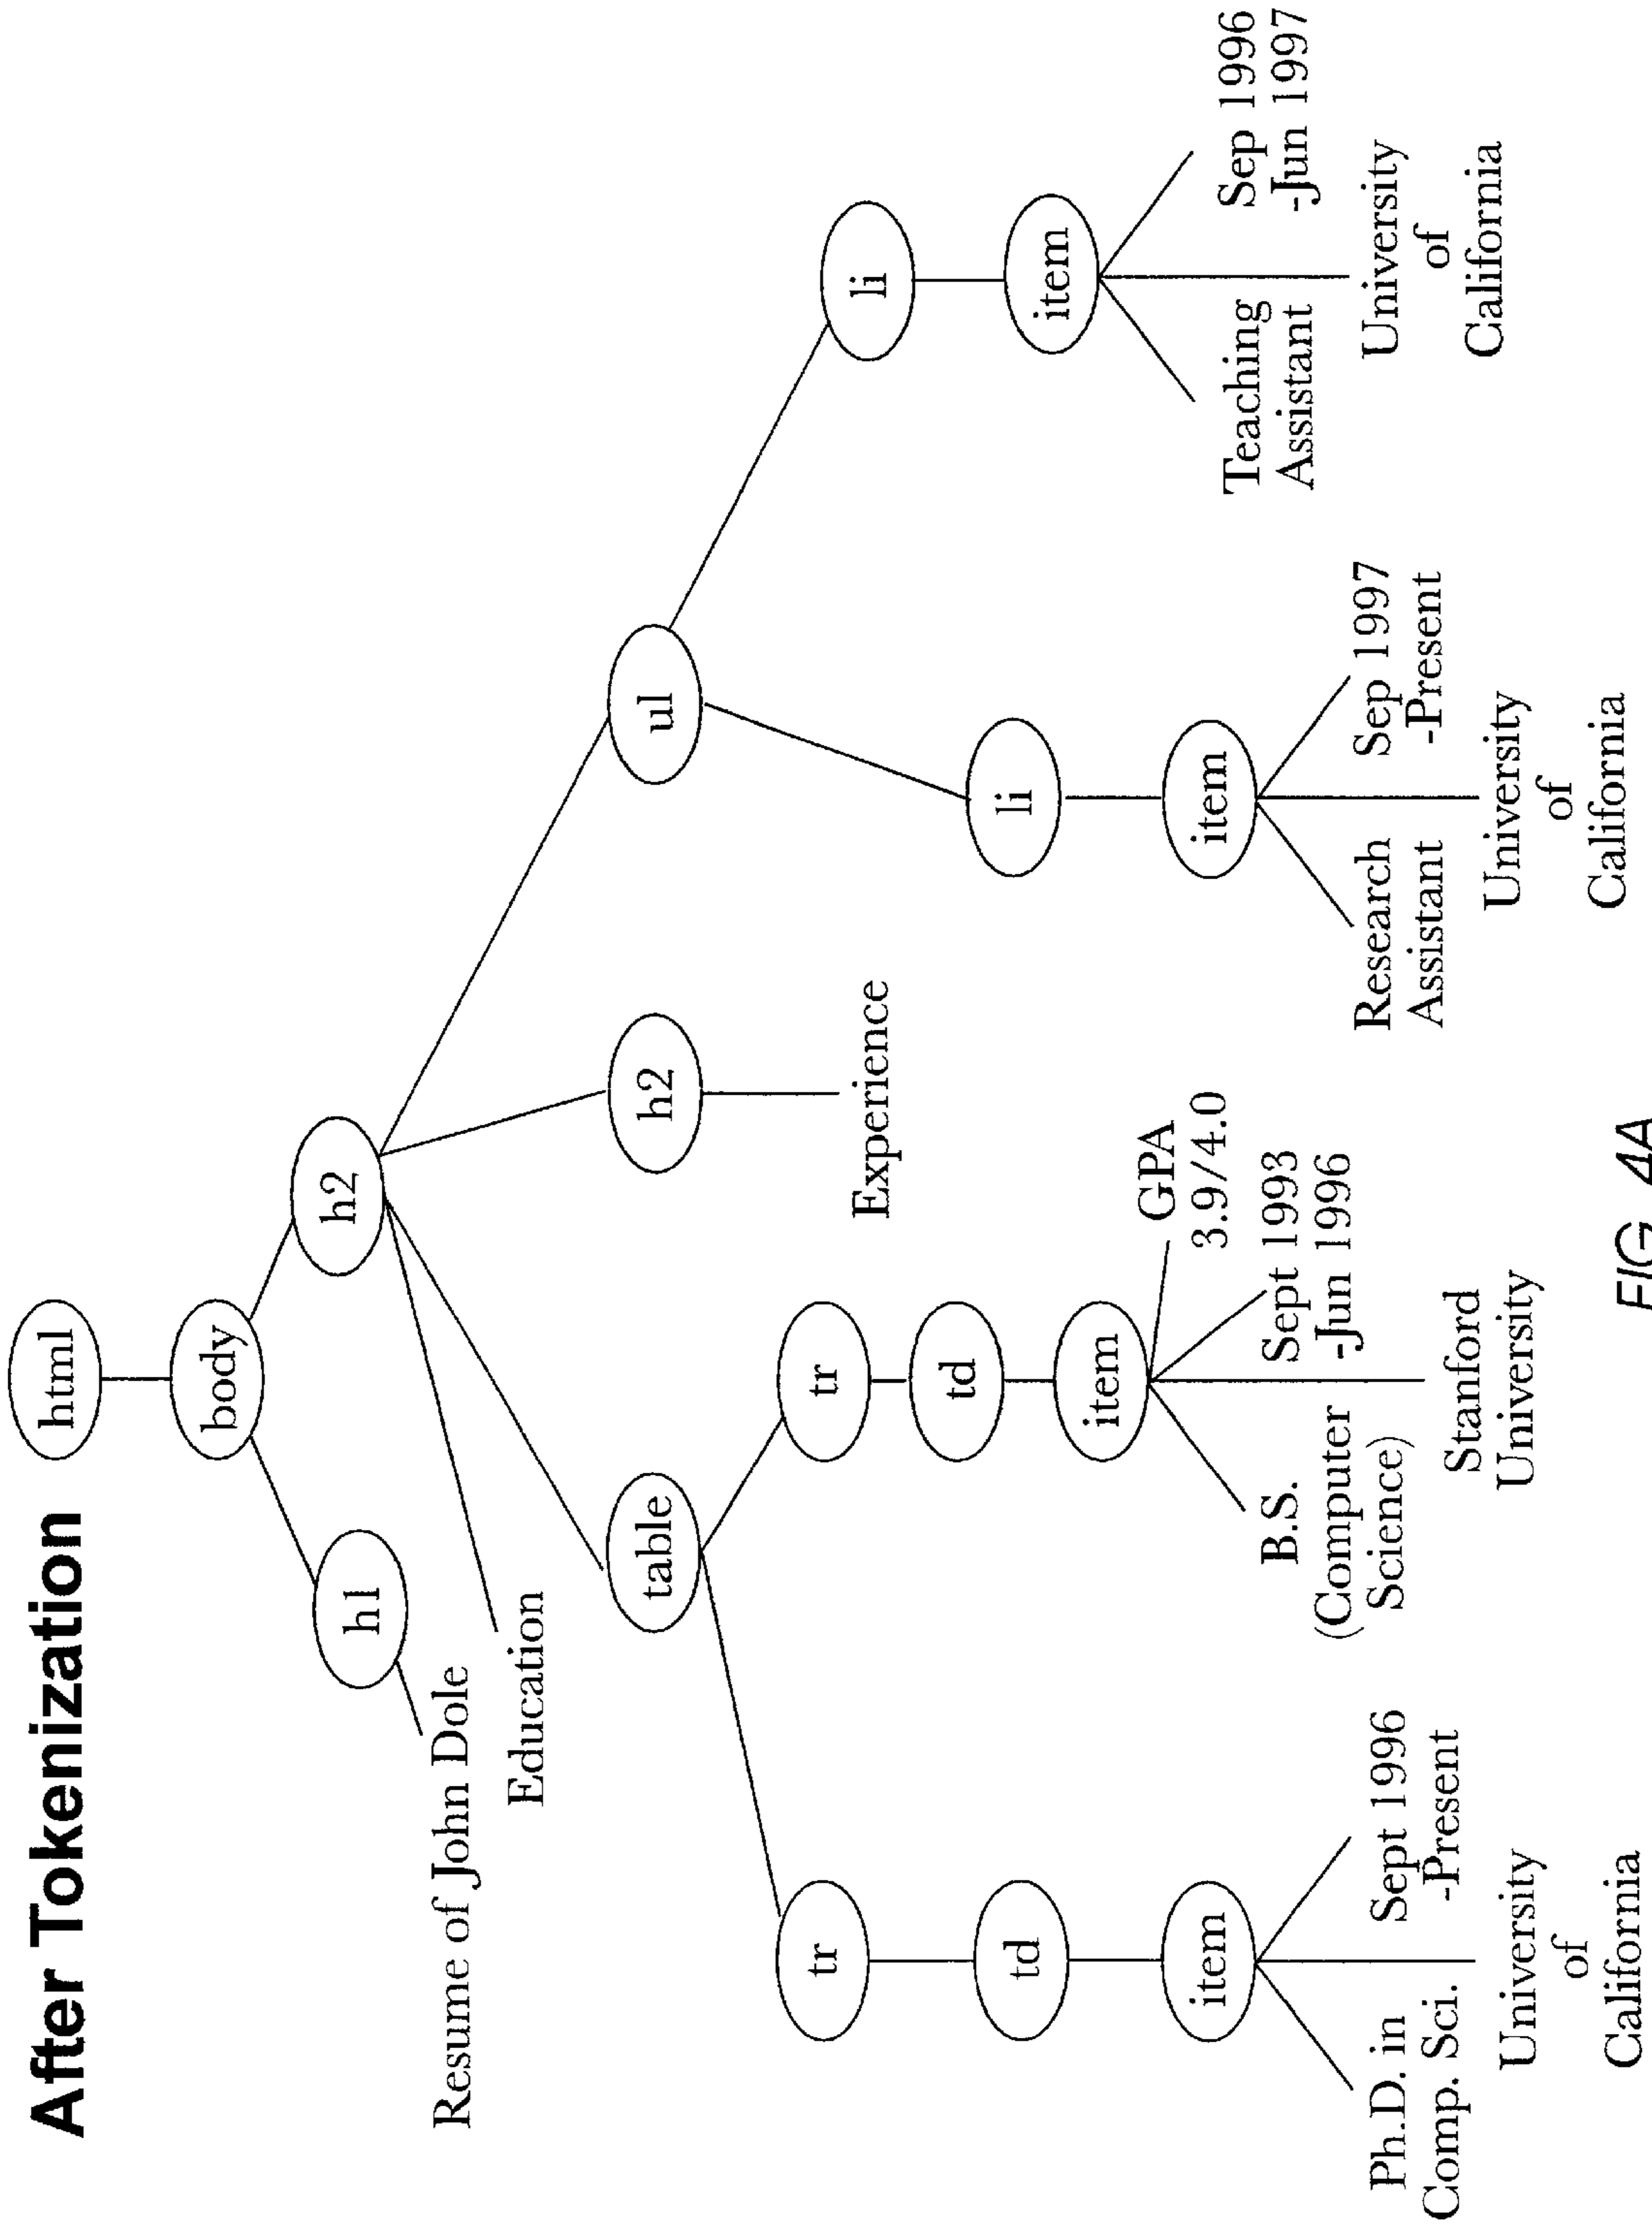 After Tokenization
html
body
h1
h2
Resume of John Dole
Education
table
h2
ul
Experience
tr
tr
li
li
td
td
item
item
item
item
Ph.D. in
Comp. Sci.
University
of
California
Sept 1996
-Present
B.S.
(Computer
Science)
Stanford
University
Sept 1993
-Jun 1996
GPA
3.9/4.0
Research
Assistant
University
of
California
Sep 1997
-Present
Teaching
Assistant
University
of
California
Sep 1996
-Jun 1997
FIG. 4A